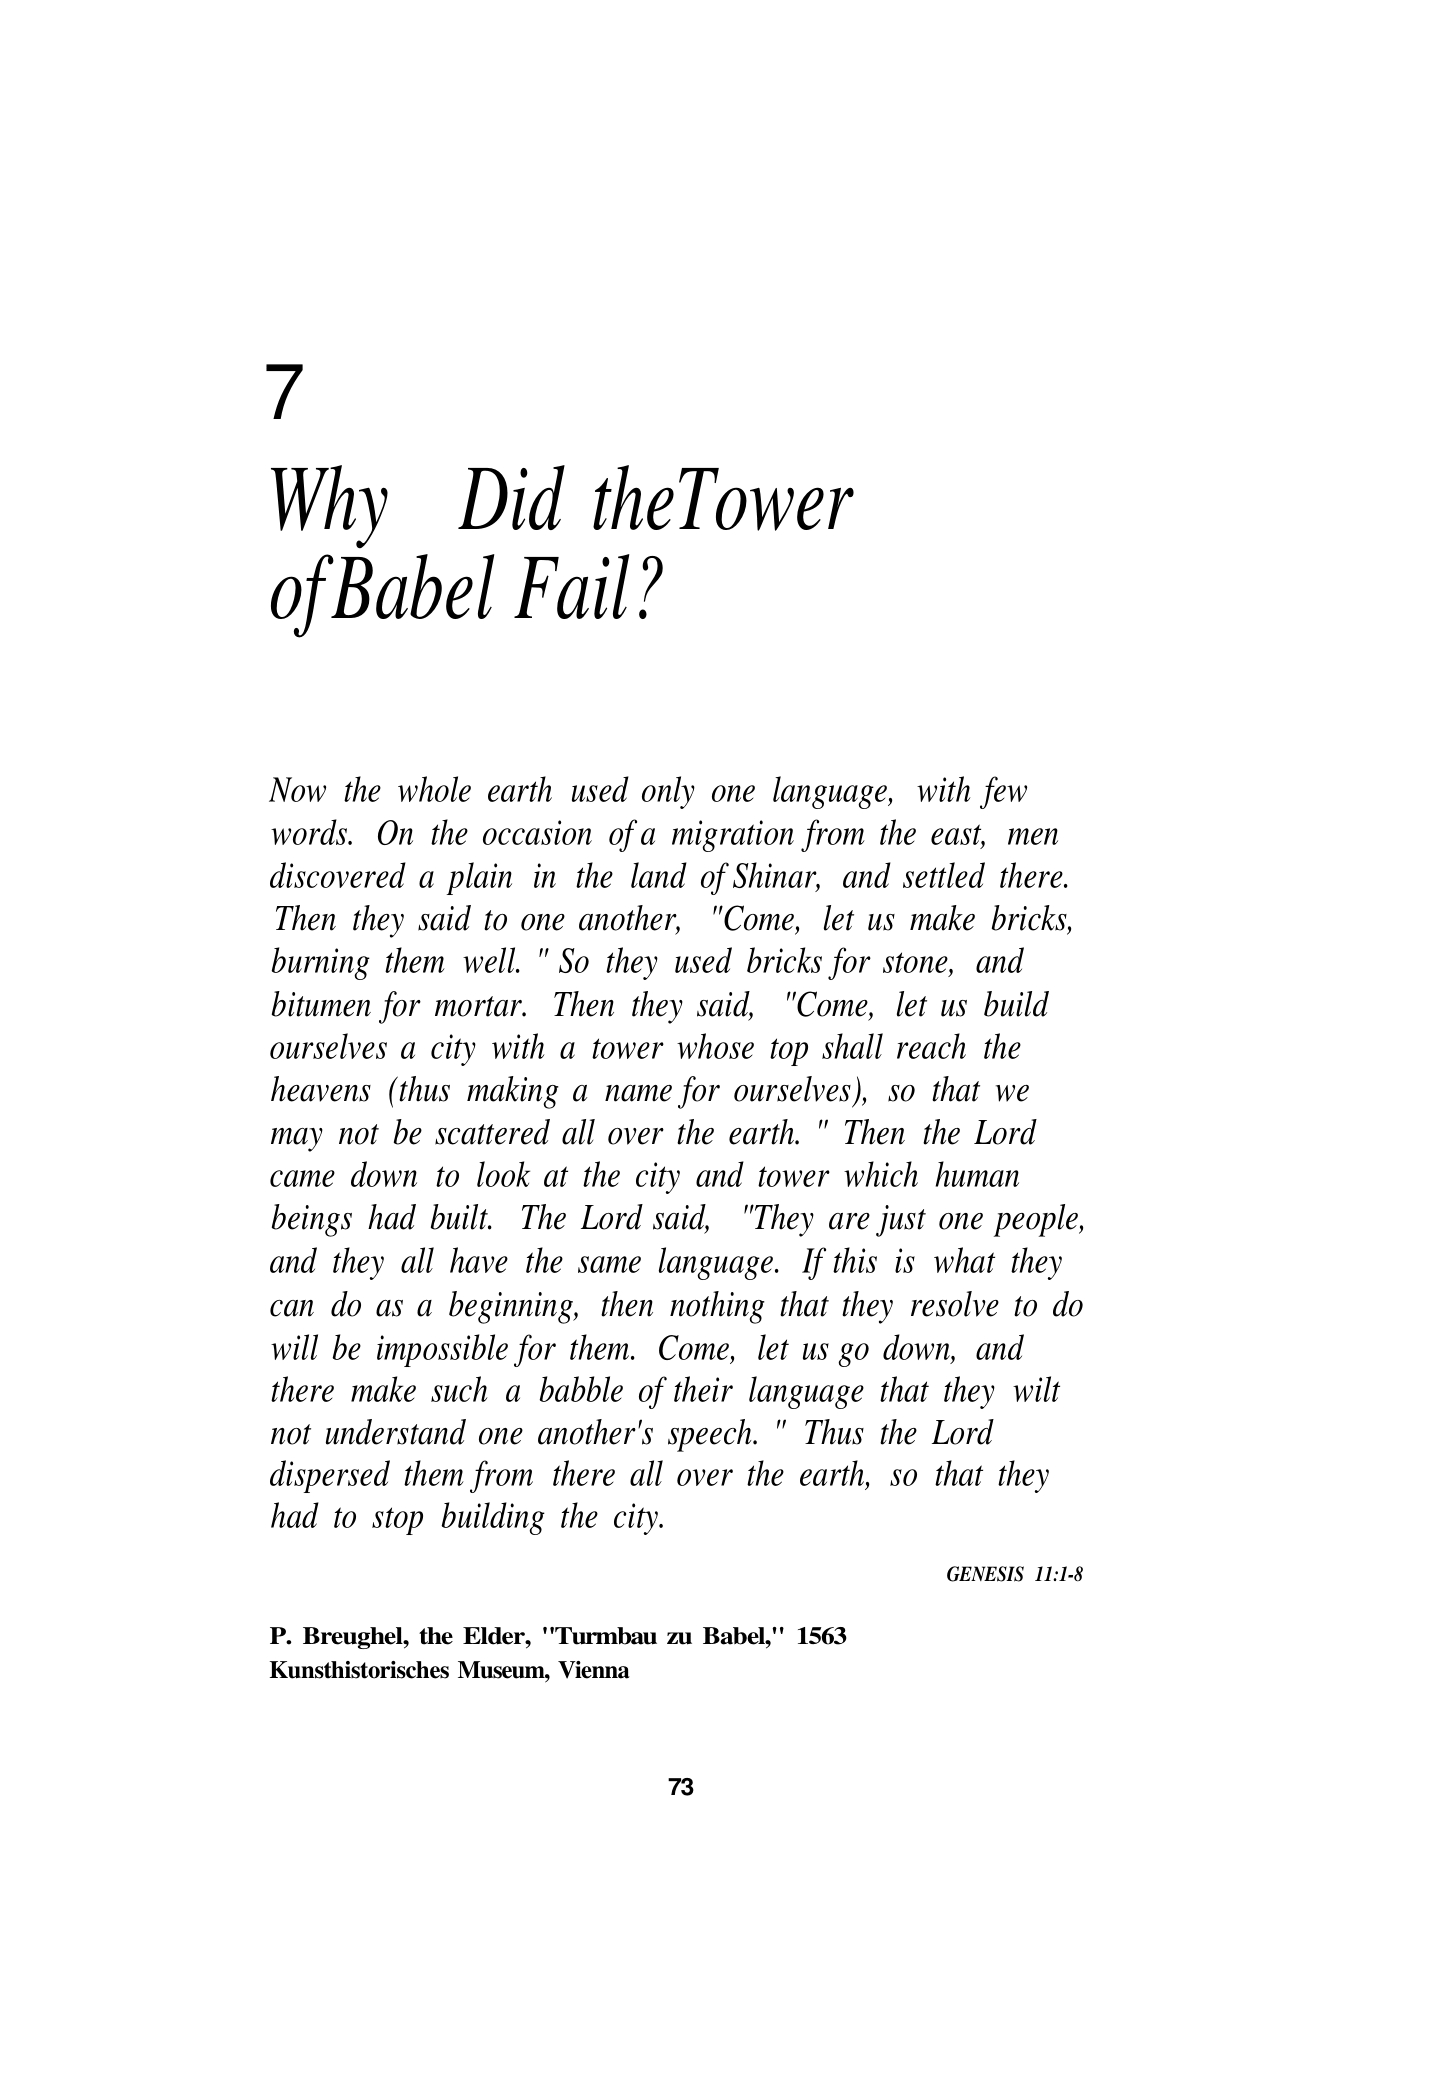 7
Why Did theTower
ofBabel Fail?
Now the whole earth used only one language, with few
words. On the occasion of a migration from the east, men
discovered a plain in the land of Shinar, and settled there.
Then they said to one another, "Come, let us make bricks,
burning them well. " So they used bricks for stone, and
bitumen for mortar. Then they said, "Come, let us build
ourselves a city with a tower whose top shall reach the
heavens (thus making a name for ourselves), so that we
may not be scattered all over the earth. " Then the Lord
came down to look at the city and tower which human
beings had built. The Lord said, "They are just one people,
and they all have the same language. If this is what they
can do as a beginning, then nothing that they resolve to do
will be impossible for them. Come, let us go down, and
there make such a babble of their language that they wilt
not understand one another's speech. " Thus the Lord
dispersed them from there all over the earth, so that they
had to stop building the city.
GENESIS 11:1-8
P. Breughel, the Elder, "Turmbau zu Babel," 1563
Kunsthistorisches Museum, Vienna
73